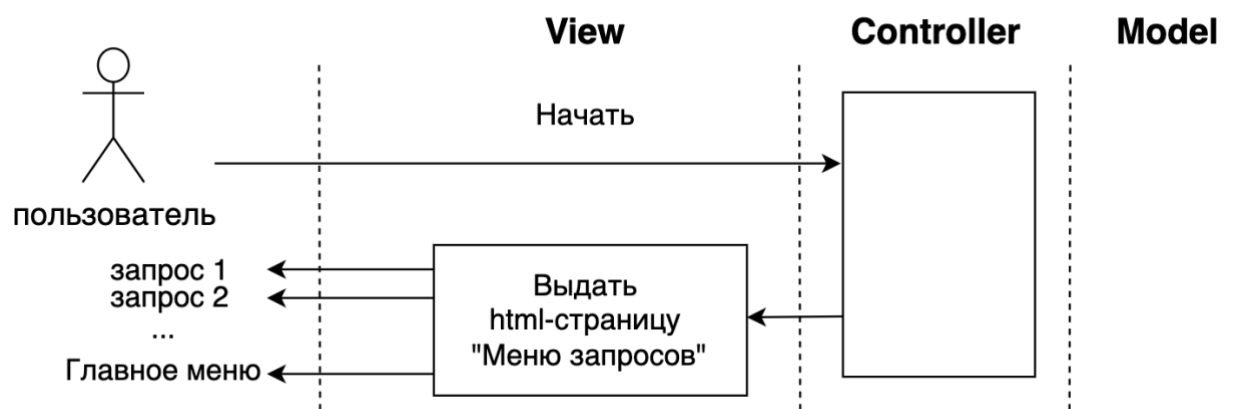 View
Controller
Model
Начать
пользователь
запрос 1
запрос 2
...
Главное меню
Выдать
html-страницу
"Меню запросов"